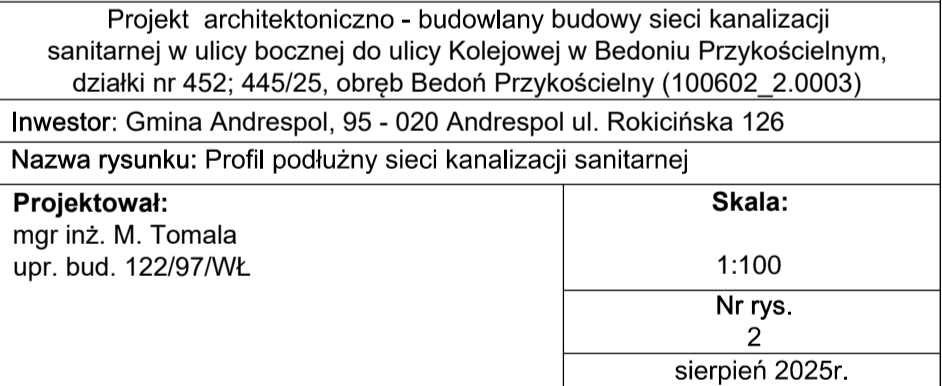 Projekt architektoniczno - budowlany budowy sieci kanalizacji
sanitarnej w ulicy bocznej do ulicy Kolejowej w Bedoniu Przykościelnym,
działki nr 452; 445/25, obręb Bedoń Przykościelny (100602_2.0003)
Inwestor: Gmina Andrespol, 95 - 020 Andrespol ul. Rokicińska 126
Nazwa rysunku: Profil podłużny sieci kanalizacji sanitarnej
Projektował:
mgr inż. M. Tomala
upr. bud. 122/97/WŁ
Skala:
1:100
Nr rys.
2
sierpień 2025r.